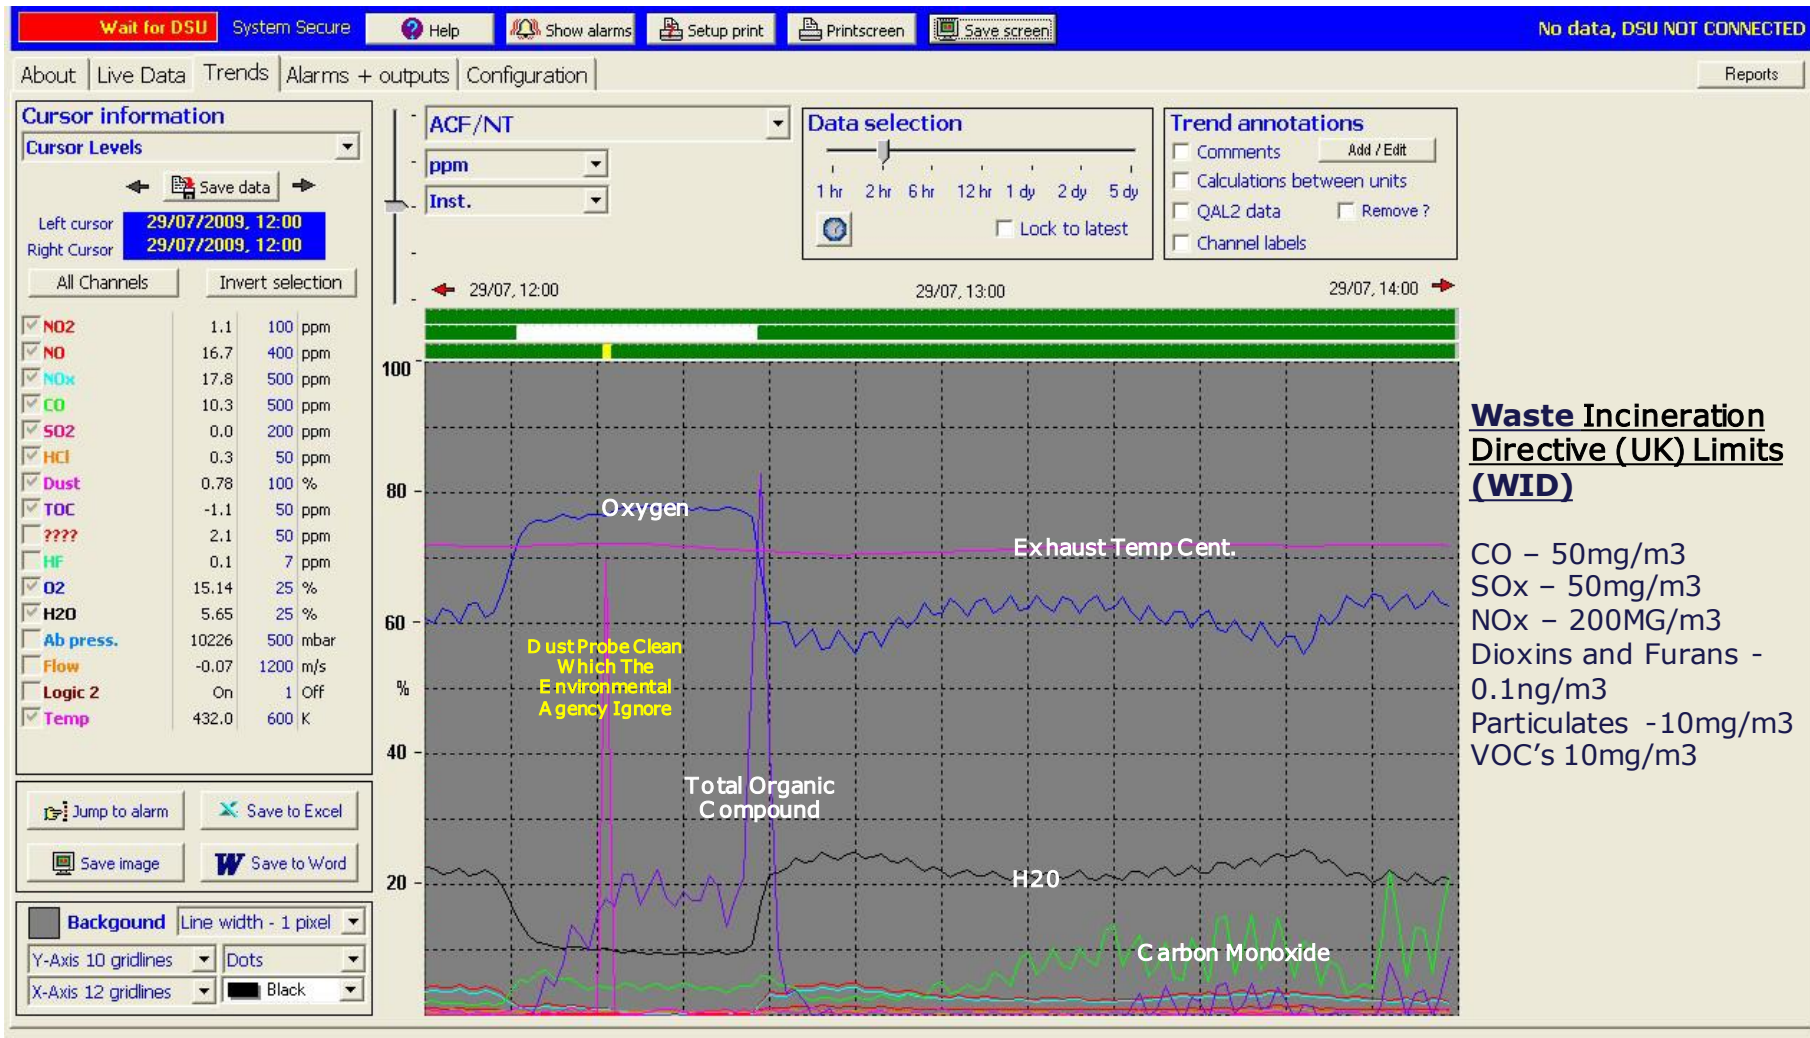 Wait for DSU System Secure Help Show alarms Setup print Printscreen Save screen No data, DSU NOT CONNECTED
About Live Data Trends Alarms + outputs Configuration Reports
Cursor information
Cursor Levels
Save data
Left cursor 29/07/2009, 12:00
Right Cursor 29/07/2009, 12:00
All Channels Invert selection
NO2 1.1 100 ppm
NO 16.7 400 ppm
NOx 17.8 500 ppm
CO 10.3 500 ppm
SO2 0.0 200 ppm
HCl 0.3 50 ppm
Dust 0.78 100 %
TOC -1.1 50 ppm
???? 2.1 50 ppm
HF 0.1 7 ppm
O2 15.14 25 %
H2O 5.65 25 %
Ab press. 10226 500 mbar
Flow -0.07 1200 m/s
Logic 2 On 1 Off
Temp 432.0 600 K
Jump to alarm Save to Excel
Save image Save to Word
Backgound Line width - 1 pixel
Y-Axis 10 gridlines Dots
X-Axis 12 gridlines Black
ACF/NT
ppm
Inst.
Data selection
1 hr 2 hr 6 hr 12 hr 1 dy 2 dy 5 dy
Lock to latest
Trend annotations
Comments Add / Edit
Calculations between units
QAL2 data Remove ?
Channel labels
29/07, 12:00 29/07, 13:00 29/07, 14:00
100
80
60
%
40
20
Oxygen
Exhaust Temp Cent.
Dust Probe Clean
Which The
Environmental
Agency Ignore
Total Organic
Compound
H20
Carbon Monoxide
Waste Incineration
Directive (UK) Limits
(WID)
CO – 50mg/m3
SOx – 50mg/m3
NOx – 200MG/m3
Dioxins and Furans -
0.1ng/m3
Particulates -10mg/m3
VOC’s 10mg/m3